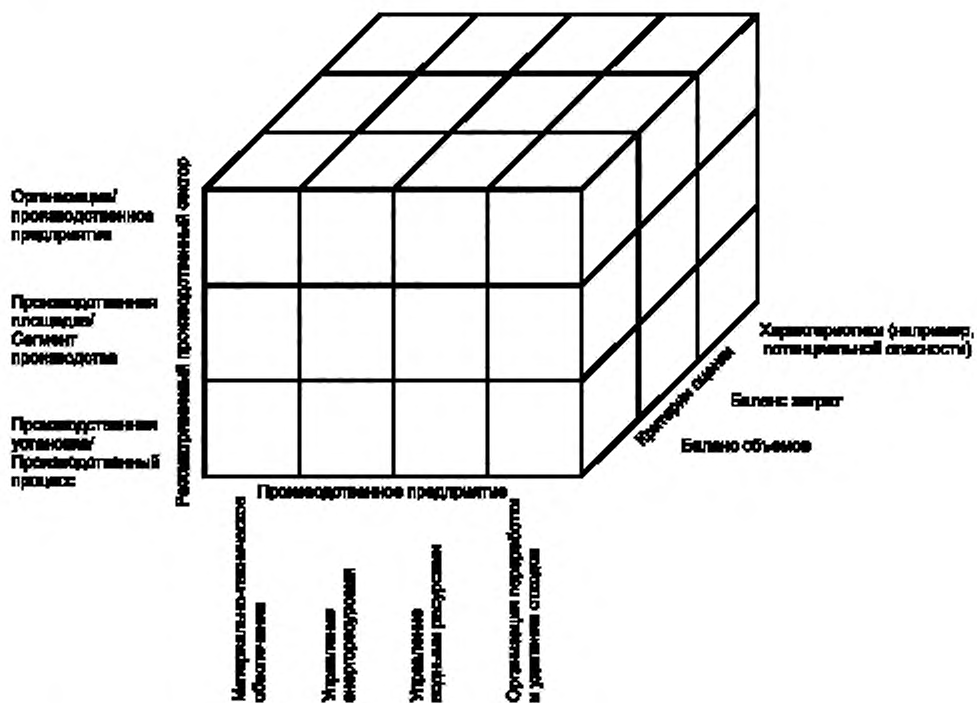 Организация/
производственное
предприятие
Производственная
площадка/
Сегмент
производства
Производственная
установка/
Производственный
процесс
Рассматриваемый производственный сектор
Производственное предприятие
Материально-техническое
обеспечение
Управление
энергоресурсами
Управление
водными ресурсами
Организация переработки
и удаления отходов
Критерии оценки
Характеристики (например,
потенциальной опасности)
Баланс затрат
Баланс объемов